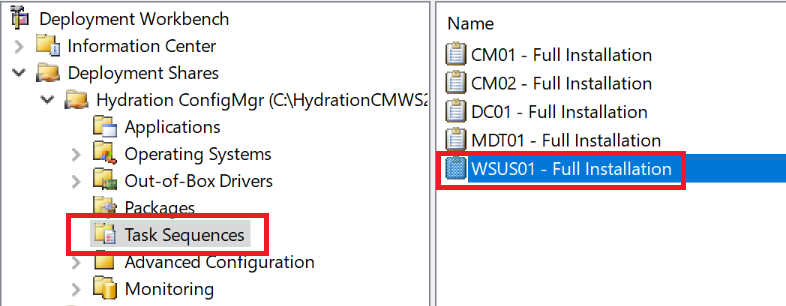 Deployment Workbench
Information Center
Deployment Shares
Hydration ConfigMgr (C:\HydrationCMWS2
Applications
Operating Systems
Out-of-Box Drivers
Packages
Task Sequences
Advanced Configuration
Monitoring
Name
CM01 - Full Installation
CM02 - Full Installation
DC01 - Full Installation
MDT01 - Full Installation
WSUS01 - Full Installation